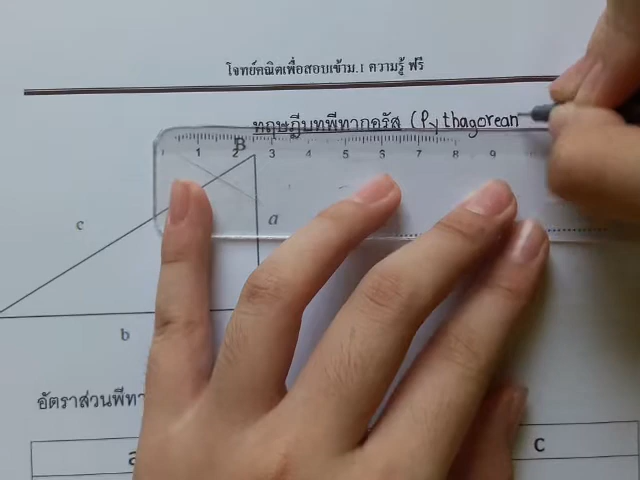 โจทย์คณิตเพื่อสอบเข้าม.1 ความรู้ ฟรี
ทฤษฎีบทพีทากอรัส (Pythagorean
1 2 3 4 5 6 7 8 9
B
c
a
b
อัตราส่วนพีทา
a
c